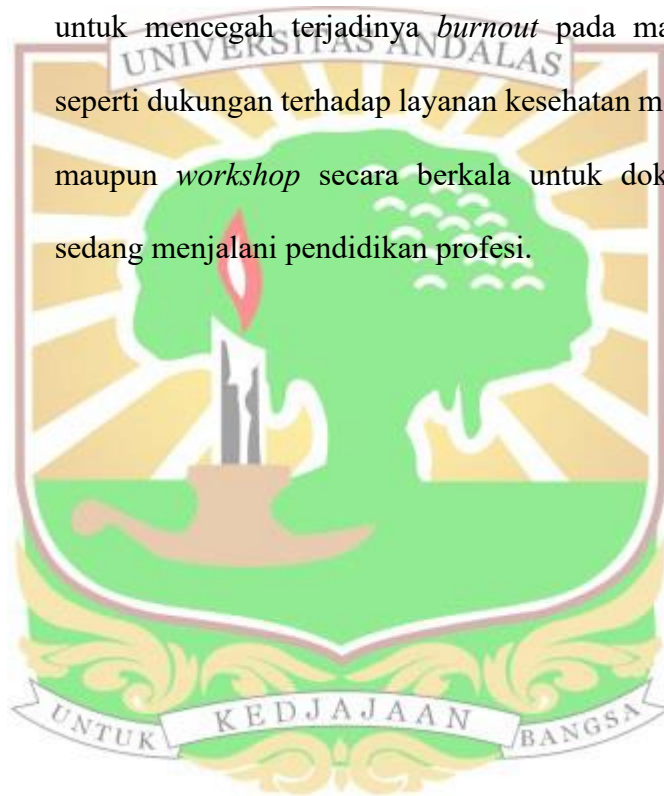 untuk mencegah terjadinya burnout pada ma
UNIVERSITAS ANDALAS
seperti dukungan terhadap layanan kesehatan m
maupun workshop secara berkala untuk dok
sedang menjalani pendidikan profesi.
UNTUK KEDJAJAAN BANGSA